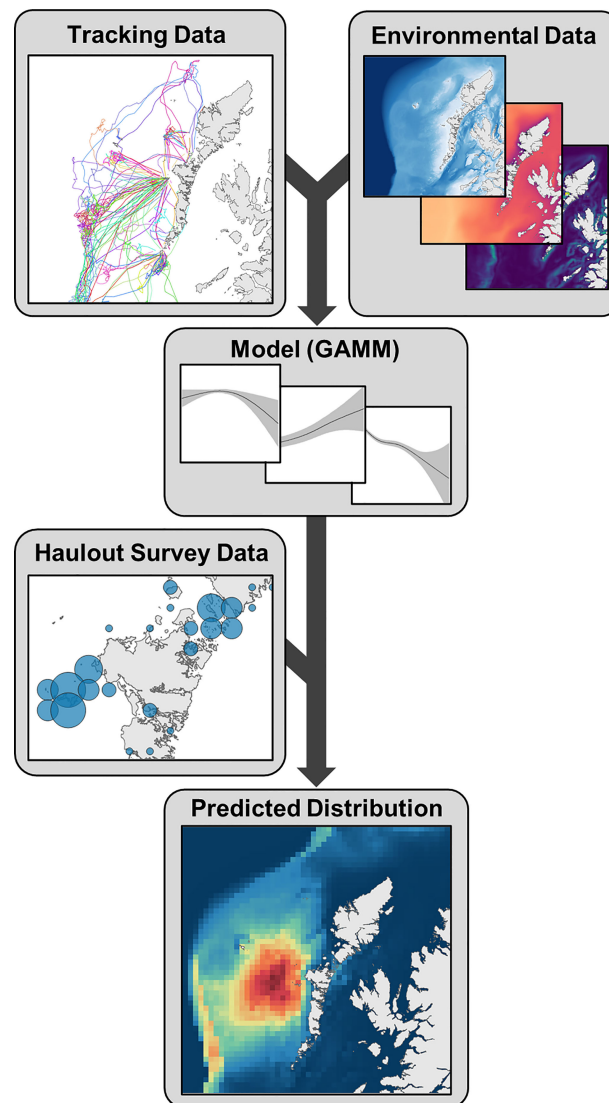 Tracking Data
Environmental Data
Model (GAMM)
Haulout Survey Data
Predicted Distribution